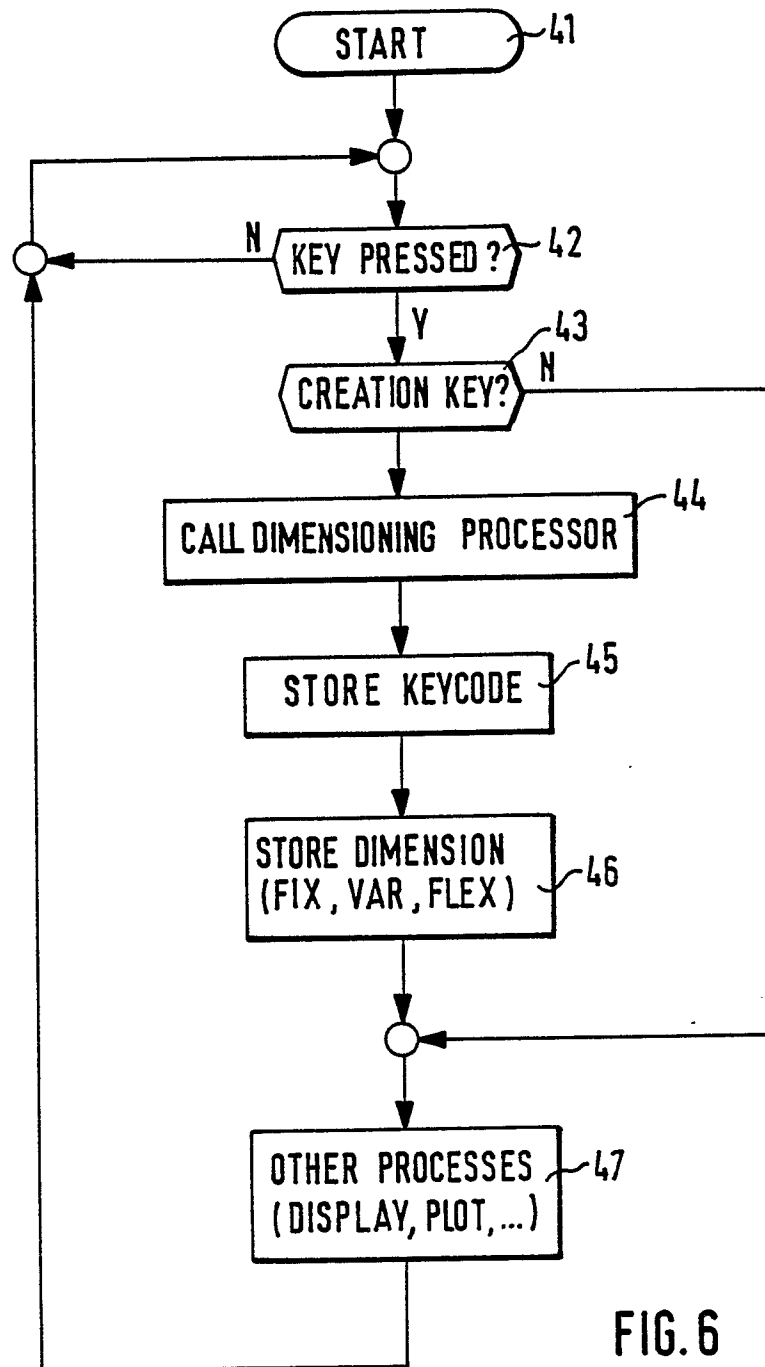 START
41
N
KEY PRESSED?
42
Y
43
CREATION KEY?
N
44
CALL DIMENSIONING PROCESSOR
45
STORE KEYCODE
STORE DIMENSION
(FIX, VAR, FLEX)
46
OTHER PROCESSES
(DISPLAY, PLOT, ...)
47
FIG. 6